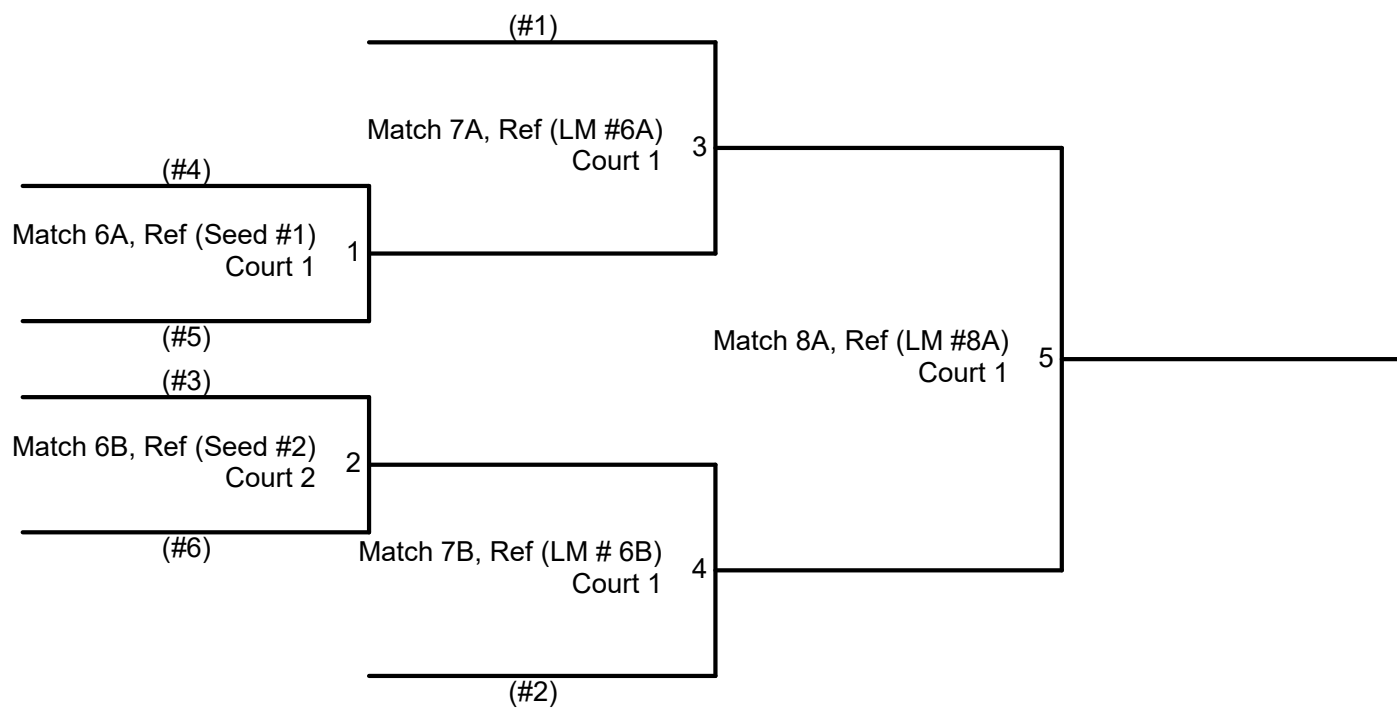 (#1)
Match 7A, Ref (LM #6A)
Court 1
3
(#4)
Match 6A, Ref (Seed #1)
Court 1
1
(#5)
Match 8A, Ref (LM #8A)
Court 1
5
(#3)
Match 6B, Ref (Seed #2)
Court 2
2
(#6)
Match 7B, Ref (LM # 6B)
Court 1
4
(#2)